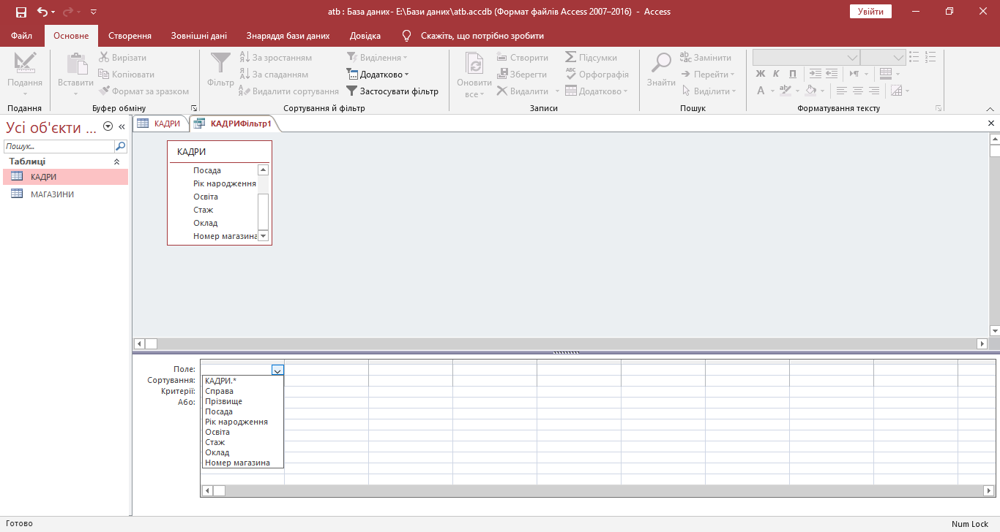 atb : База даних- E:\Бази даних\atb.accdb (Формат файлів Access 2007–2016) - Access
Увійти
Файл Основне Створення Зовнішні дані Знаряддя бази даних Довідка Скажіть, що потрібно зробити
Подання
Вставити
Вирізати
Копіювати
Формат за зразком
Фільтр
За зростанням
За спаданням
Видалити сортування
Виділення
Додатково
Застосувати фільтр
Оновити
все
Створити
Зберегти
Видалити
Підсумки
Орфографія
Додатково
Знайти
Замінити
Перейти
Виділити
Ж К П
А
Подання Буфер обміну Сортування й фільтр Записи Пошук Форматування тексту
Усі об'єкти ...
Пошук...
Таблиці
КАДРИ
МАГАЗИНИ
КАДРИ КАДРИФільтр1
КАДРИ
Посада
Рік народження
Освіта
Стаж
Оклад
Номер магазина
Поле:
Сортування:
Критерії:
Або:
КАДРИ.*
Справа
Прізвище
Посада
Рік народження
Освіта
Стаж
Оклад
Номер магазина
Готово
Num Lock